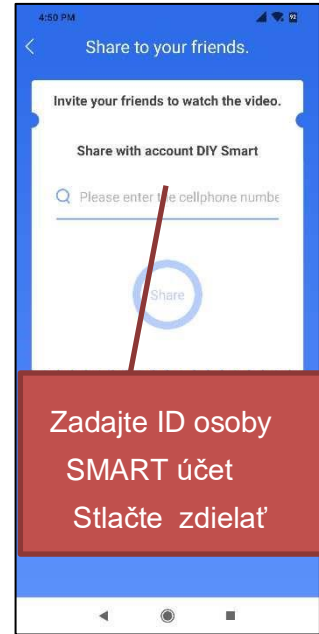 4:50 PM
92
Share to your friends.
Invite your friends to watch the video.
Share with account DIY Smart
Please enter the cellphone numbe
Share
Zadajte ID osoby
SMART účet
Stlačte zdielať